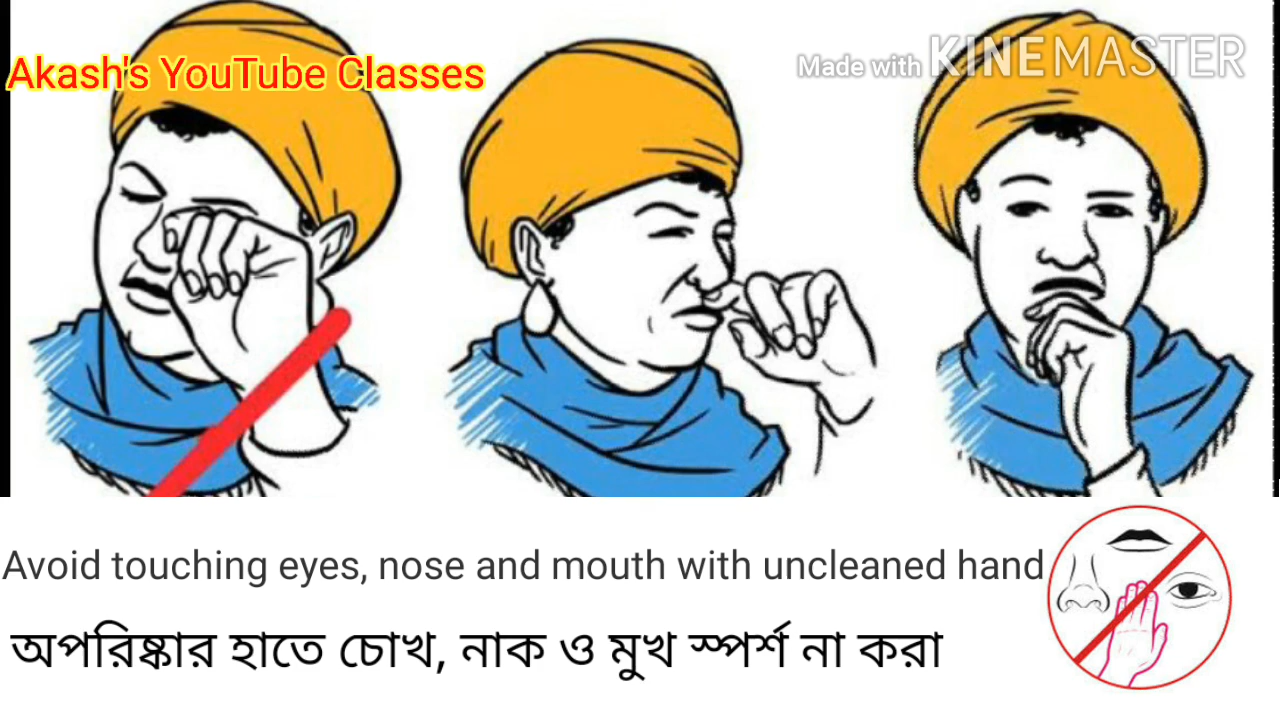 Akash's YouTube Classes
Made with KINEMASTER
Avoid touching eyes, nose and mouth with uncleaned hand
অপরিষ্কার হাতে চোখ, নাক ও মুখ স্পর্শ না করা